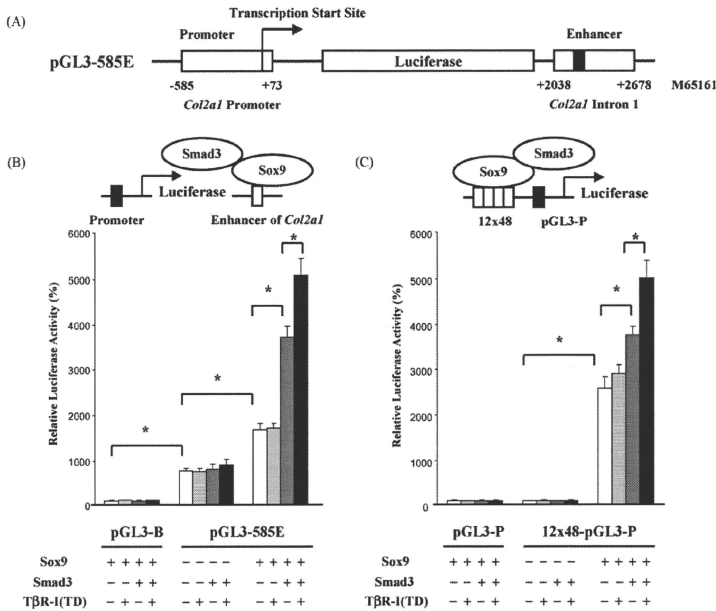 (A)
Transcription Start Site
Promoter
Enhancer
pGL3-585E
Luciferase
-585
+73
+2038
+2678
M65161
Col2a1 Promoter
Col2a1 Intron 1
(B)
Smad3
Sox9
Luciferase
Promoter
Enhancer of Col2a1
Relative Luciferase Activity (%)
6000
5000
4000
3000
2000
1000
0
*
*
*
*
pGL3-B
pGL3-585E
Sox9 + + + + - - - - + + + +
Smad3 - - + + - - + + - - + +
TβR-I(TD) - + - + - + - + - + - +
(C)
Smad3
Sox9
Luciferase
12x48
pGL3-P
Relative Luciferase Activity (%)
6000
5000
4000
3000
2000
1000
0
*
*
*
pGL3-P
12x48-pGL3-P
Sox9 + + + + - - - - + + + +
Smad3 - - + + - - + + - - + +
TβR-I(TD) - + - + - + - + - + - +